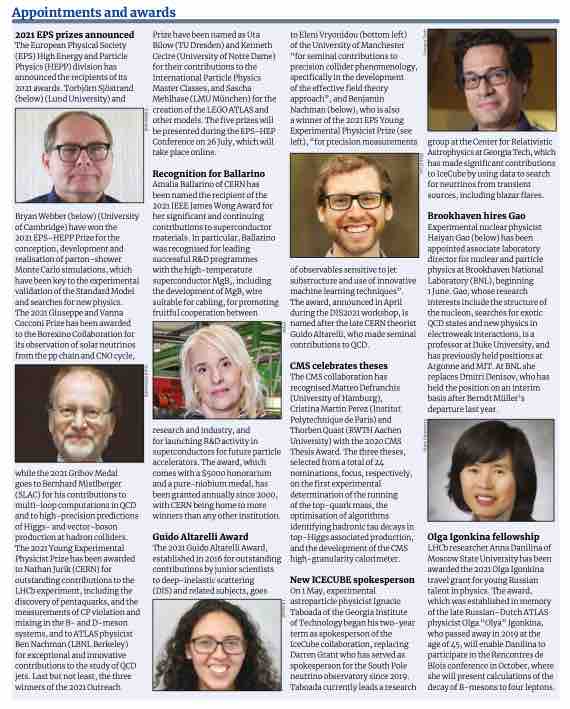 Appointments and awards
2021 EPS prizes announced
The European Physical Society
(EPS) High Energy and Particle
Physics (HEPP) division has
announced the recipients of its
2021 awards. Torbjörn Sjöstrand
(below) (Lund University) and
Bryan Webber (below) (University
of Cambridge) have won the
2021 EPS-HEPP Prize for the
conception, development and
realisation of parton-shower
Monte Carlo simulations, which
have been key to the experimental
validation of the Standard Model
and searches for new physics.
The 2021 Giuseppe and Vanna
Cocconi Prize has been awarded
to the Borexino Collaboration for
its observation of solar neutrinos
from the pp chain and CNO cycle,
while the 2021 Gribov Medal
goes to Bernhard Mistlberger
(SLAC) for his contributions to
multi-loop computations in QCD
and to high-precision predictions
of Higgs- and vector-boson
production at hadron colliders.
The 2021 Young Experimental
Physicist Prize has been awarded
to Nathan Jurik (CERN) for
outstanding contributions to the
LHCb experiment, including the
discovery of pentaquarks, and the
measurements of CP violation and
mixing in the B- and D-meson
systems, and to ATLAS physicist
Ben Nachman (LBNL Berkeley)
for exceptional and innovative
contributions to the study of QCD
jets. Last but not least, the three
winners of the 2021 Outreach
Prize have been named as Uta
Bilow (TU Dresden) and Kenneth
Cecire (University of Notre Dame)
for their contributions to the
International Particle Physics
Master Classes, and Sascha
Mehlhase (LMU München) for the
creation of the LEGO ATLAS and
other models. The five prizes will
be presented during the EPS-HEP
Conference on 26 July, which will
take place online.
Recognition for Ballarino
Amalia Ballarino of CERN has
been named the recipient of the
2021 IEEE James Wong Award for
her significant and continuing
contributions to superconductor
materials. In particular, Ballarino
was recognised for leading
successful R&D programmes
with the high-temperature
superconductor MgB₂, including
the development of MgB₂ wire
suitable for cabling, for promoting
fruitful cooperation between
research and industry, and
for launching R&D activity in
superconductors for future particle
accelerators. The award, which
comes with a $5000 honorarium
and a pure-niobium medal, has
been granted annually since 2000,
with CERN being home to more
winners than any other institution.
Guido Altarelli Award
The 2021 Guido Altarelli Award,
established in 2016 for outstanding
contributions by junior scientists
to deep-inelastic scattering
(DIS) and related subjects, goes
to Eleni Vryonidou (bottom left)
of the University of Manchester
"for seminal contributions to
precision collider phenomenology,
specifically in the development
of the effective field theory
approach", and Benjamin
Nachman (below), who is also
a winner of the 2021 EPS Young
Experimental Physicist Prize (see
left), "for precision measurements
of observables sensitive to jet
substructure and use of innovative
machine learning techniques".
The award, announced in April
during the DIS2021 workshop, is
named after the late CERN theorist
Guido Altarelli, who made seminal
contributions to QCD.
CMS celebrates theses
The CMS collaboration has
recognised Matteo Defranchis
(University of Hamburg),
Cristina Martin Perez (Institut
Polytechnique de Paris) and
Thorben Quast (RWTH Aachen
University) with the 2020 CMS
Thesis Award. The three theses,
selected from a total of 24
nominations, focus, respectively,
on the first experimental
determination of the running
of the top-quark mass, the
optimisation of algorithms
identifying hadronic tau decays in
top-Higgs associated production,
and the development of the CMS
high-granularity calorimeter.
New ICECUBE spokesperson
On 1 May, experimental
astroparticle physicist Ignacio
Taboada of the Georgia Institute
of Technology began his two-year
term as spokesperson of the
IceCube collaboration, replacing
Darren Grant who has served as
spokesperson for the South Pole
neutrino observatory since 2019.
Taboada currently leads a research
group at the Center for Relativistic
Astrophysics at Georgia Tech, which
has made significant contributions
to IceCube by using data to search
for neutrinos from transient
sources, including blazar flares.
Brookhaven hires Gao
Experimental nuclear physicist
Haiyan Gao (below) has been
appointed associate laboratory
director for nuclear and particle
physics at Brookhaven National
Laboratory (BNL), beginning
1 June. Gao, whose research
interests include the structure of
the nucleon, searches for exotic
QCD states and new physics in
electroweak interactions, is a
professor at Duke University, and
has previously held positions at
Argonne and MIT. At BNL she
replaces Dmitri Denisov, who has
held the position on an interim
basis after Berndt Müller's
departure last year.
Olga Igonkina fellowship
LHCb researcher Anna Danilina of
Moscow State University has been
awarded the 2021 Olga Igonkina
travel grant for young Russian
talent in physics. The award,
which was established in memory
of the late Russian-Dutch ATLAS
physicist Olga "Olya" Igonkina,
who passed away in 2019 at the
age of 45, will enable Danilina to
participate in the Rencontres de
Blois conference in October, where
she will present calculations of the
decay of B-mesons to four leptons.